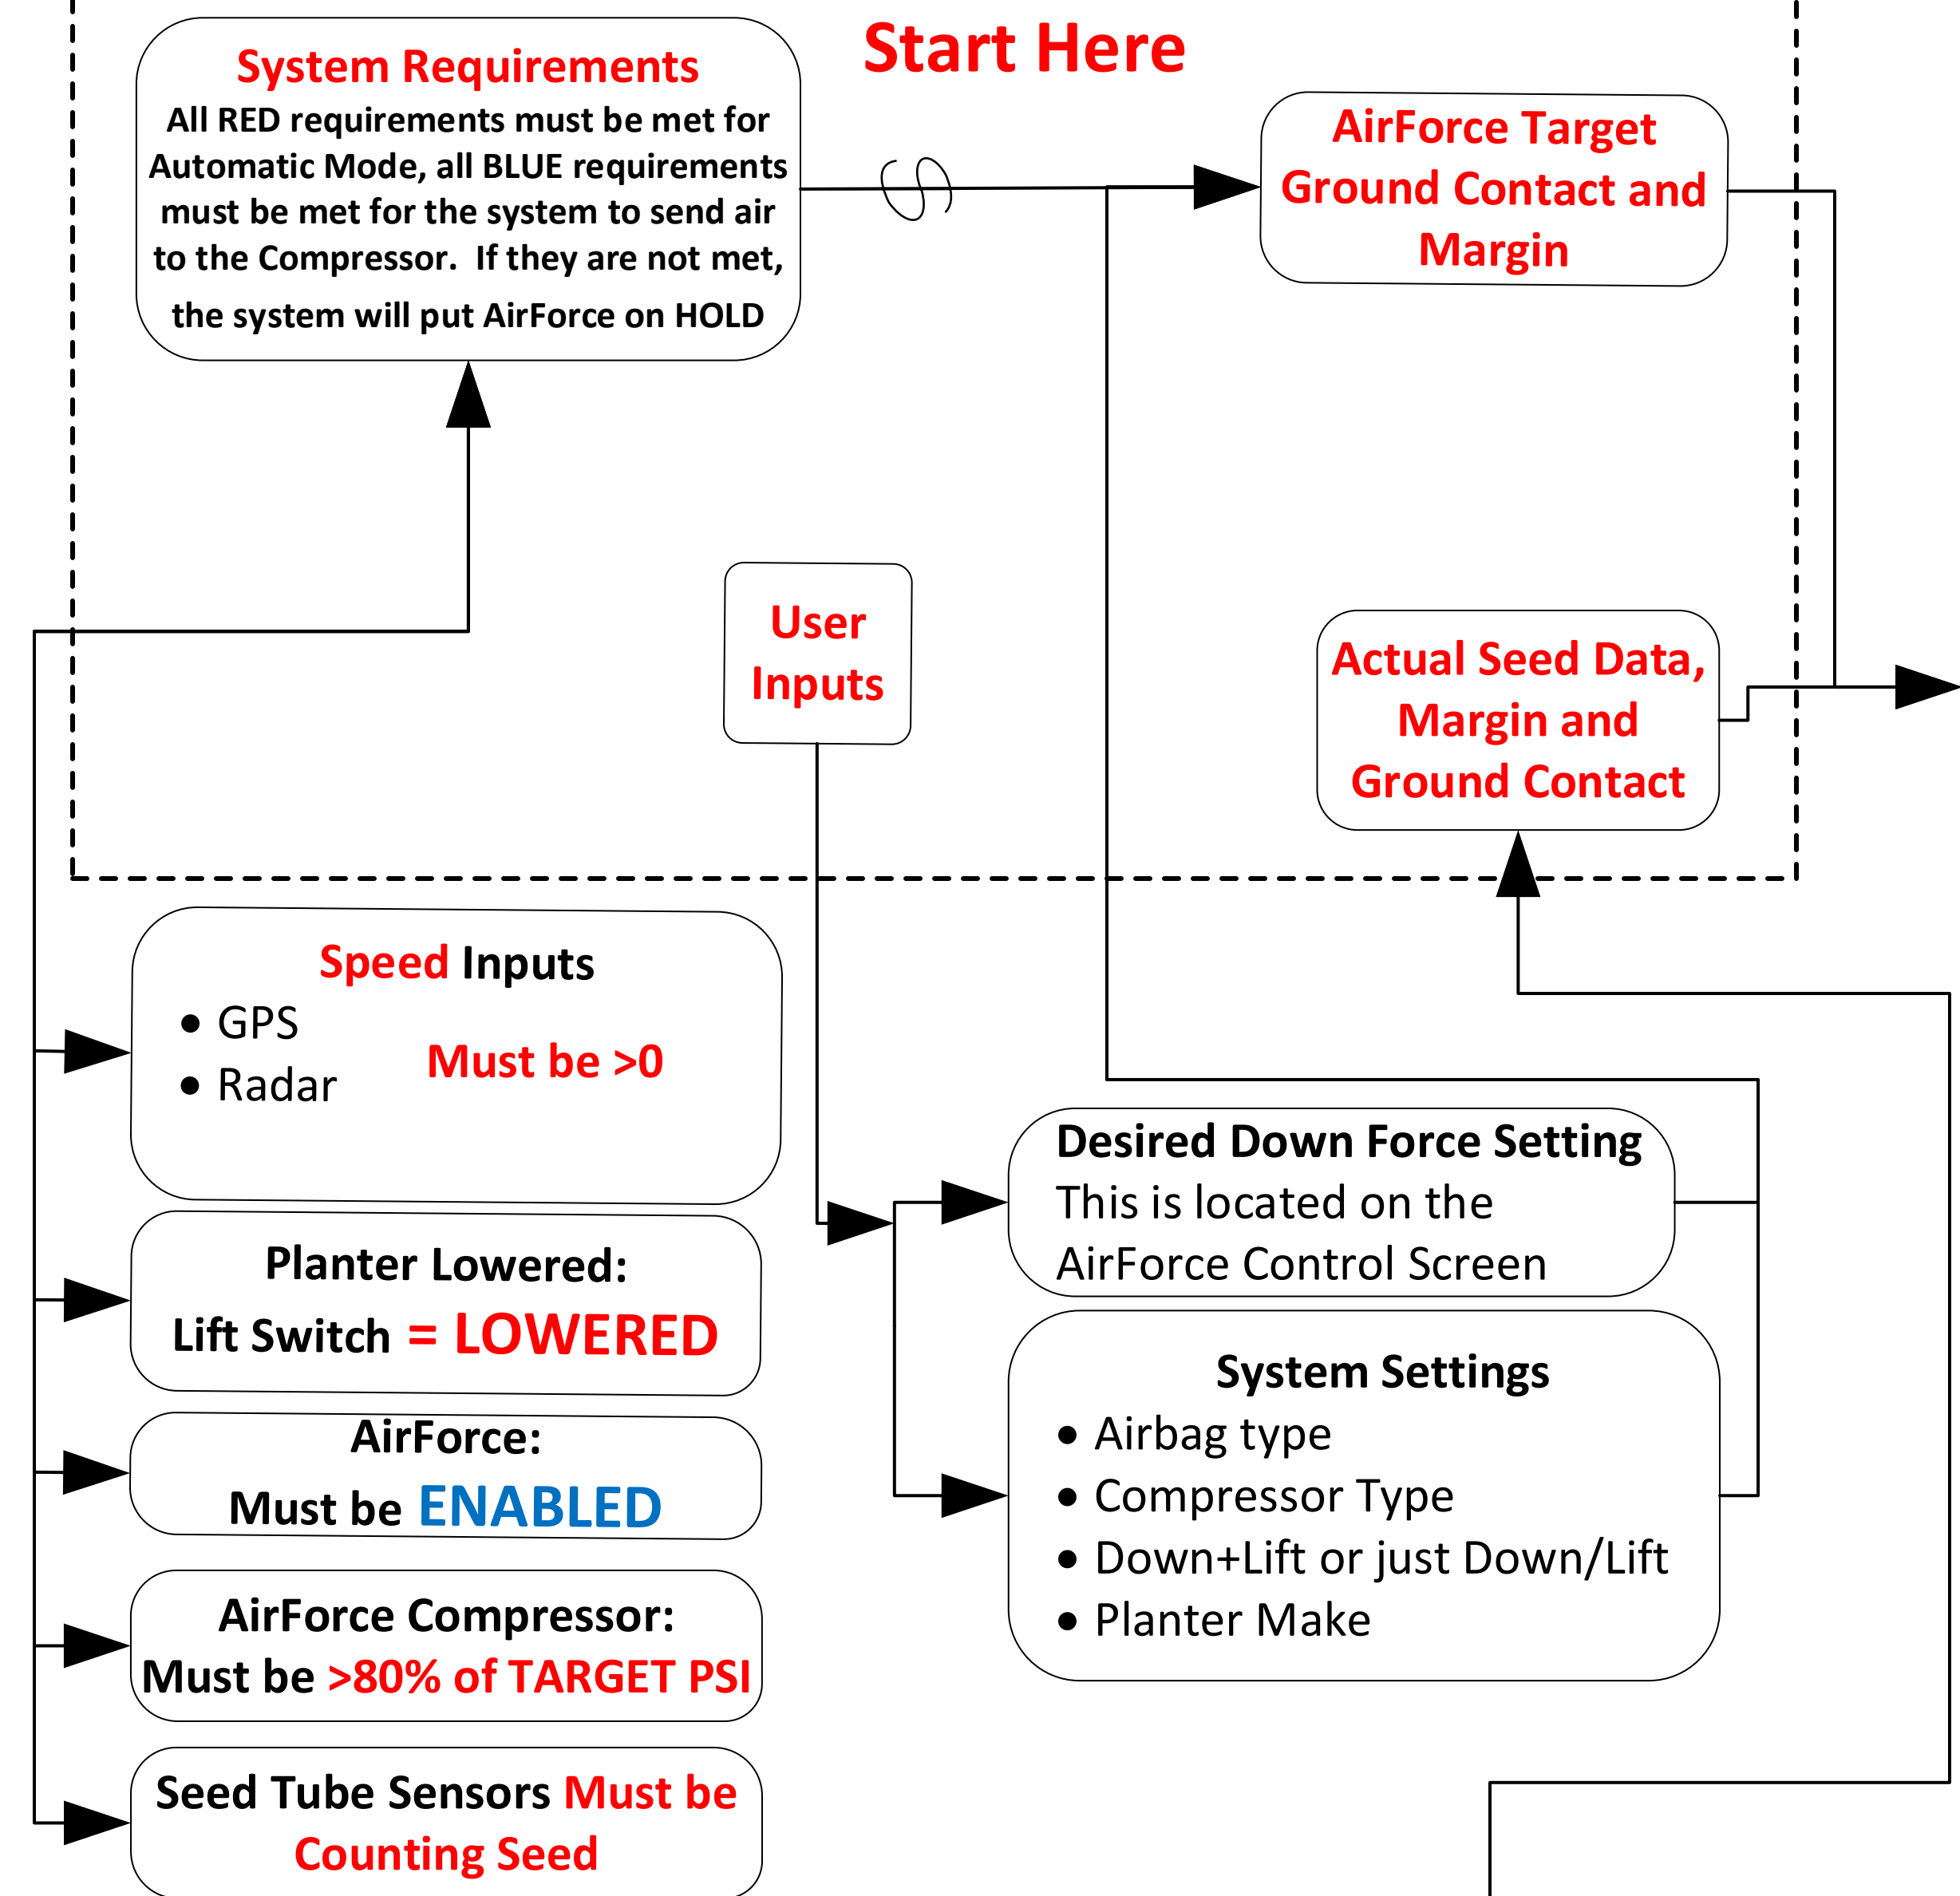 Start Here
System Requirements
All RED requirements must be met for
Automatic Mode, all BLUE requirements
must be met for the system to send air
to the Compressor.  If they are not met,
the system will put AirForce on HOLD
AirForce Target
Ground Contact and
Margin
User
Inputs
Actual Seed Data,
Margin and
Ground Contact
Speed Inputs
● GPS
● Radar
Must be >0
Planter Lowered:
Lift Switch = LOWERED
AirForce:
Must be ENABLED
AirForce Compressor:
Must be >80% of TARGET PSI
Seed Tube Sensors Must be
Counting Seed
Desired Down Force Setting
This is located on the
AirForce Control Screen
System Settings
● Airbag type
● Compressor Type
● Down+Lift or just Down/Lift
● Planter Make